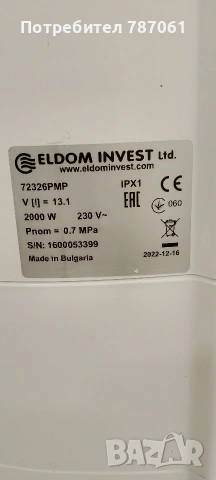 Потребител 787061
ELDOM INVEST Ltd.
www.eldominvest.com
72326PMP IPX1 CE
V [l] = 13.1 EAC 060
2000 W 230 V~
Pnom = 0.7 MPa
S/N: 1600053399
Made in Bulgaria 2022-12-16
BAZAR